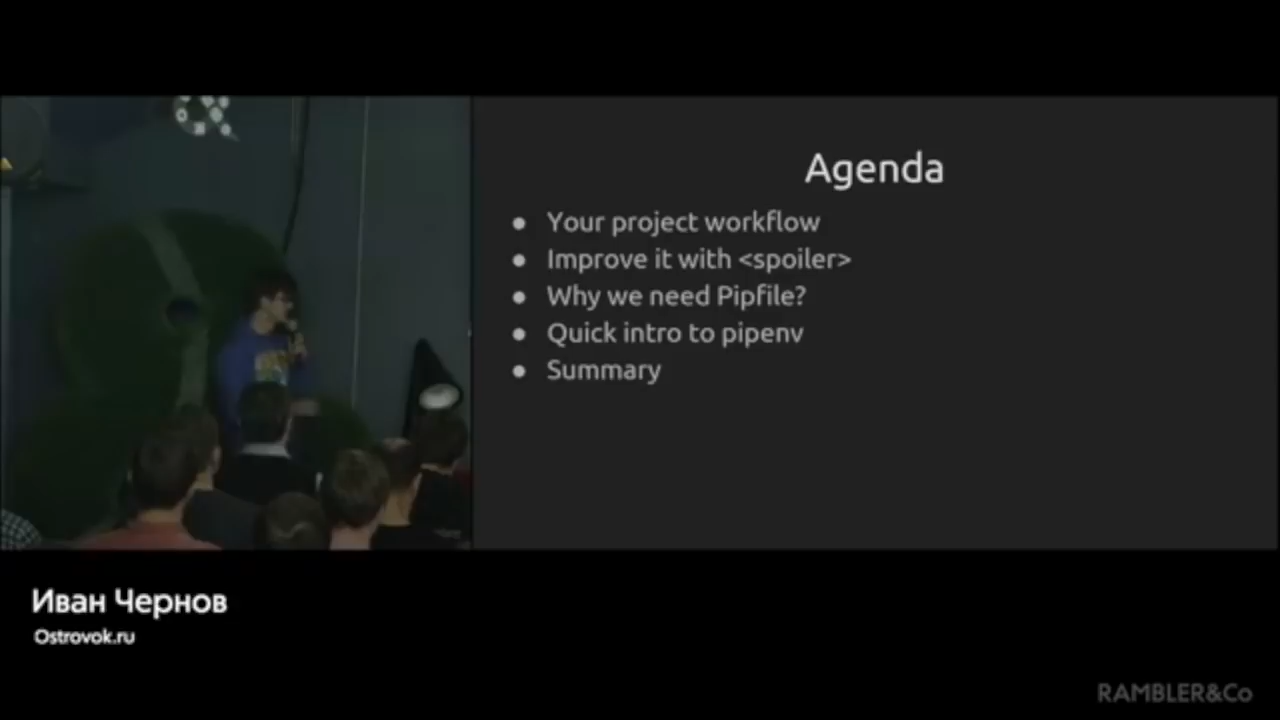 Agenda
● Your project workflow
● Improve it with <spoiler>
● Why we need Pipfile?
● Quick intro to pipenv
● Summary
Иван Чернов
Ostrovok.ru
RAMBLER&Co